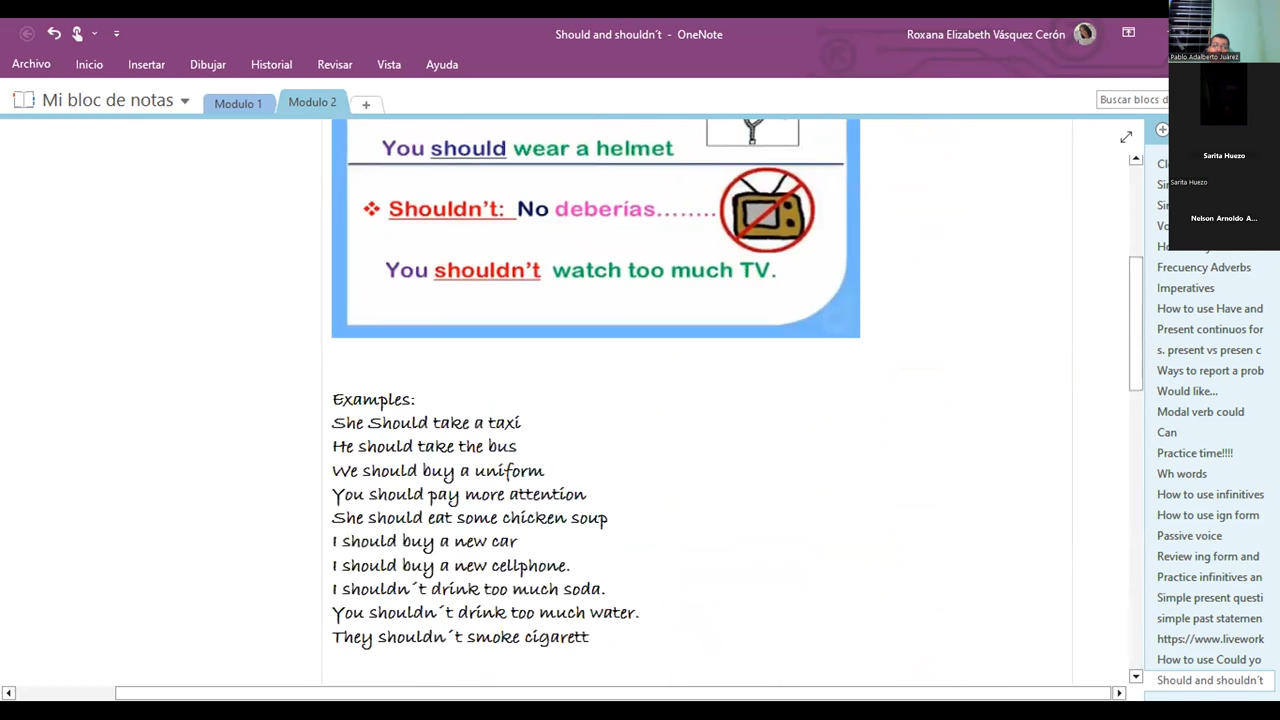 Should and shouldn´t - OneNote
Roxana Elizabeth Vásquez Cerón
Pablo Adalberto Juárez
Archivo
Inicio
Insertar
Dibujar
Historial
Revisar
Vista
Ayuda
Mi bloc de notas
Modulo 1
Modulo 2
Buscar blocs d
Sarita Huezo
Sarita Huezo
Nelson Arnoldo A...
You should wear a helmet
❖ Shouldn't: No deberías........
You shouldn't watch too much TV.
Examples:
She Should take a taxi
He should take the bus
We should buy a uniform
You should pay more attention
She should eat some chicken soup
I should buy a new car
I should buy a new cellphone.
I shouldn´t drink too much soda.
You shouldn´t drink too much water.
They shouldn´t smoke cigarett
Frecuency Adverbs
Imperatives
How to use Have and
Present continuos for
s. present vs presen c
Ways to report a prob
Would like...
Modal verb could
Can
Practice time!!!!
Wh words
How to use infinitives
How to use ign form
Passive voice
Review ing form and
Practice infinitives an
Simple present questi
simple past statemen
https://www.livework
How to use Could yo
Should and shouldn´t